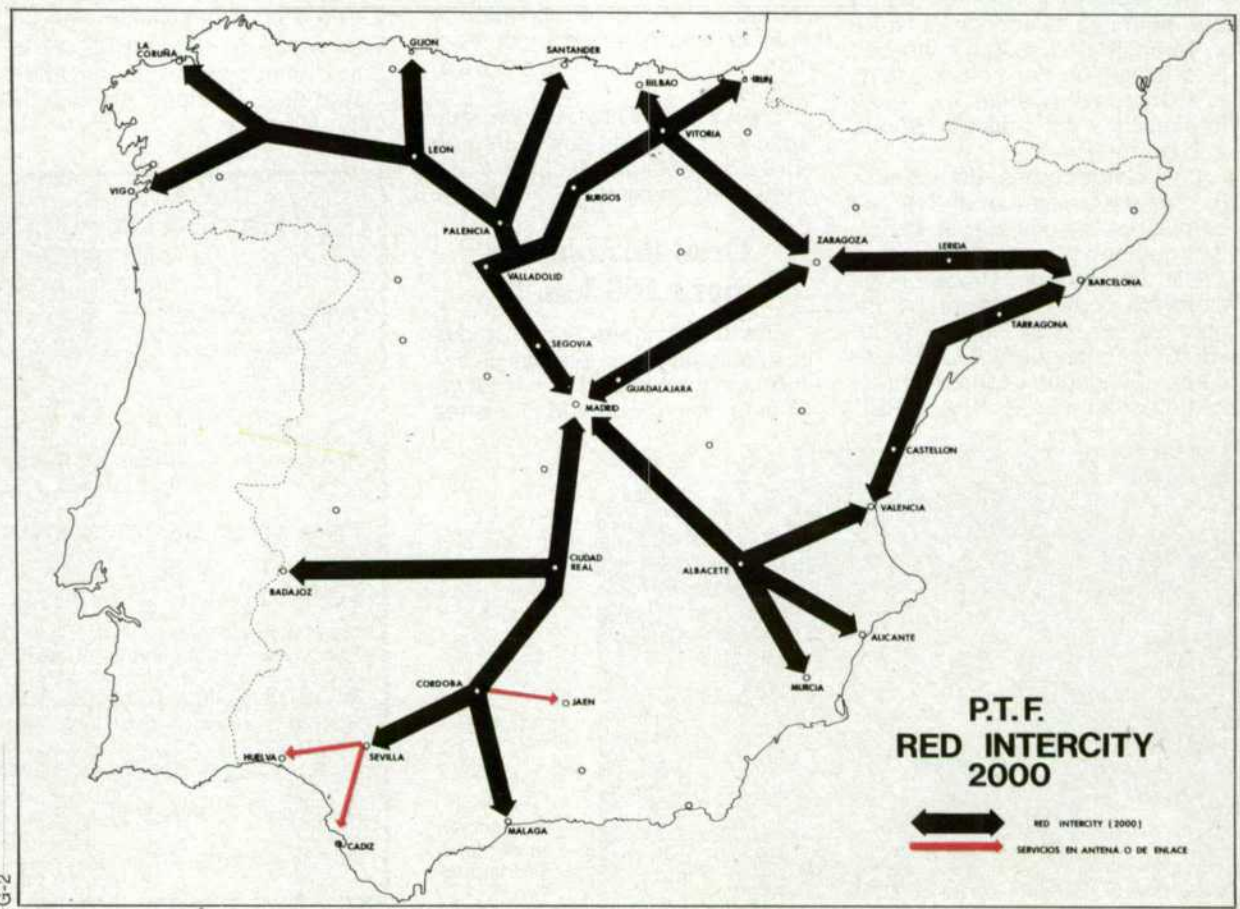 LA
CORUÑA
GIJON
SANTANDER
BILBAO
IRUN
VITORIA
LEON
VIGO
BURGOS
PALENCIA
ZARAGOZA
LERIDA
VALLADOLID
BARCELONA
TARRAGONA
SEGOVIA
GUADALAJARA
MADRID
CASTELLON
VALENCIA
CIUDAD
REAL
ALBACETE
BADAJOZ
ALICANTE
CORDOBA
MURCIA
JAEN
HUELVA
SEVILLA
MALAGA
CADIZ
P.T.F.
RED INTERCITY
2000
RED INTERCITY (2000)
SERVICIOS EN ANTENA O DE ENLACE
G-2